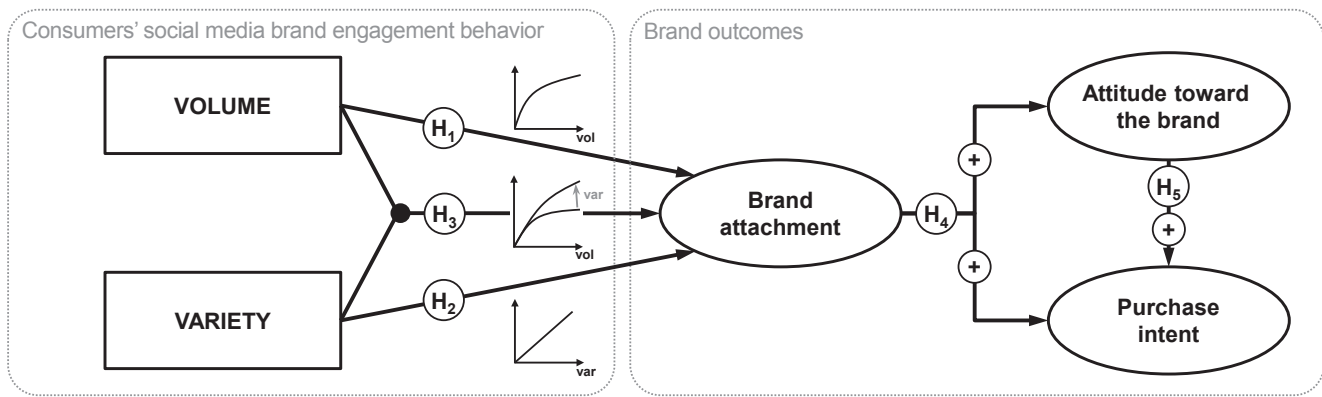 Consumers' social media brand engagement behavior
Brand outcomes
VOLUME
H1
vol
Attitude toward
the brand
+
H3
var
vol
Brand
attachment
H4
H5
+
+
VARIETY
H2
var
Purchase
intent